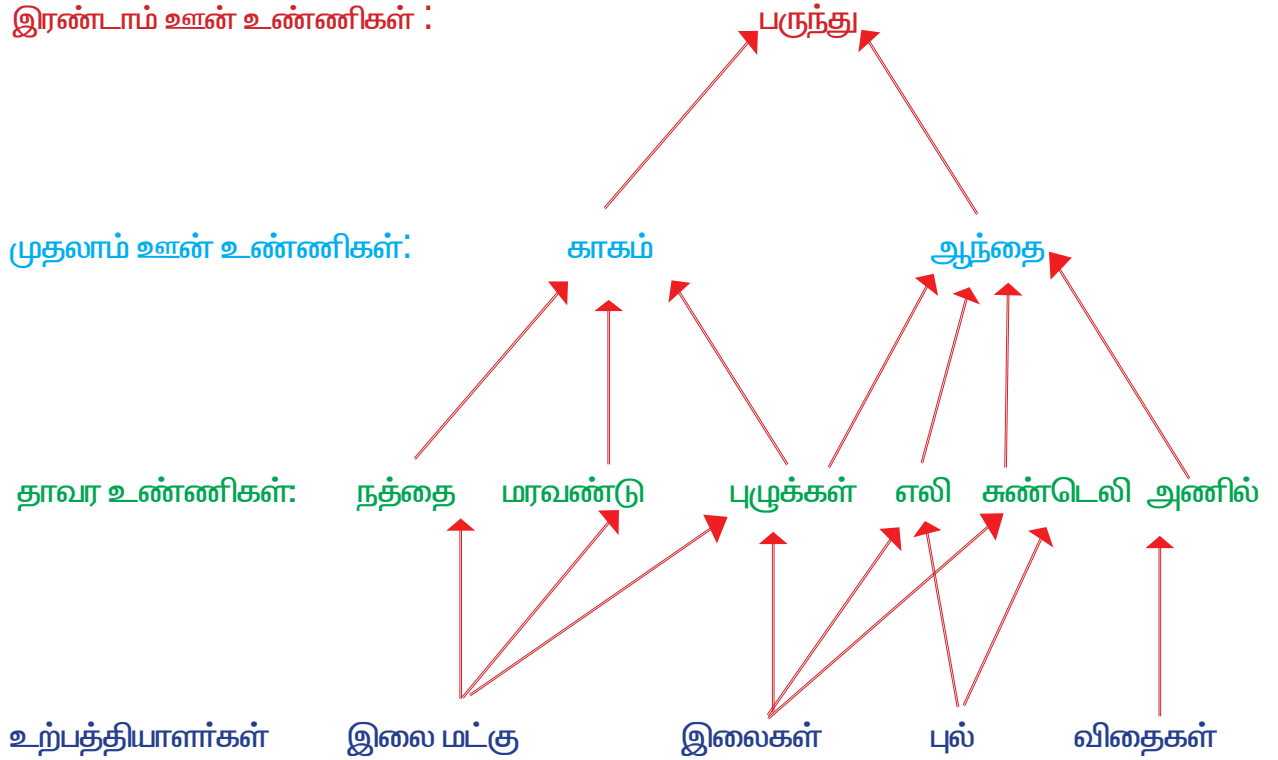 இரண்டாம் ஊன் உண்ணிகள் : பருந்து
முதலாம் ஊன் உண்ணிகள்: காகம் ஆந்தை
தாவர உண்ணிகள்: நத்தை மரவண்டு புழுக்கள் எலி சுண்டெலி அணில்
உற்பத்தியாளர்கள் இலை மட்கு இலைகள் புல் விதைகள்